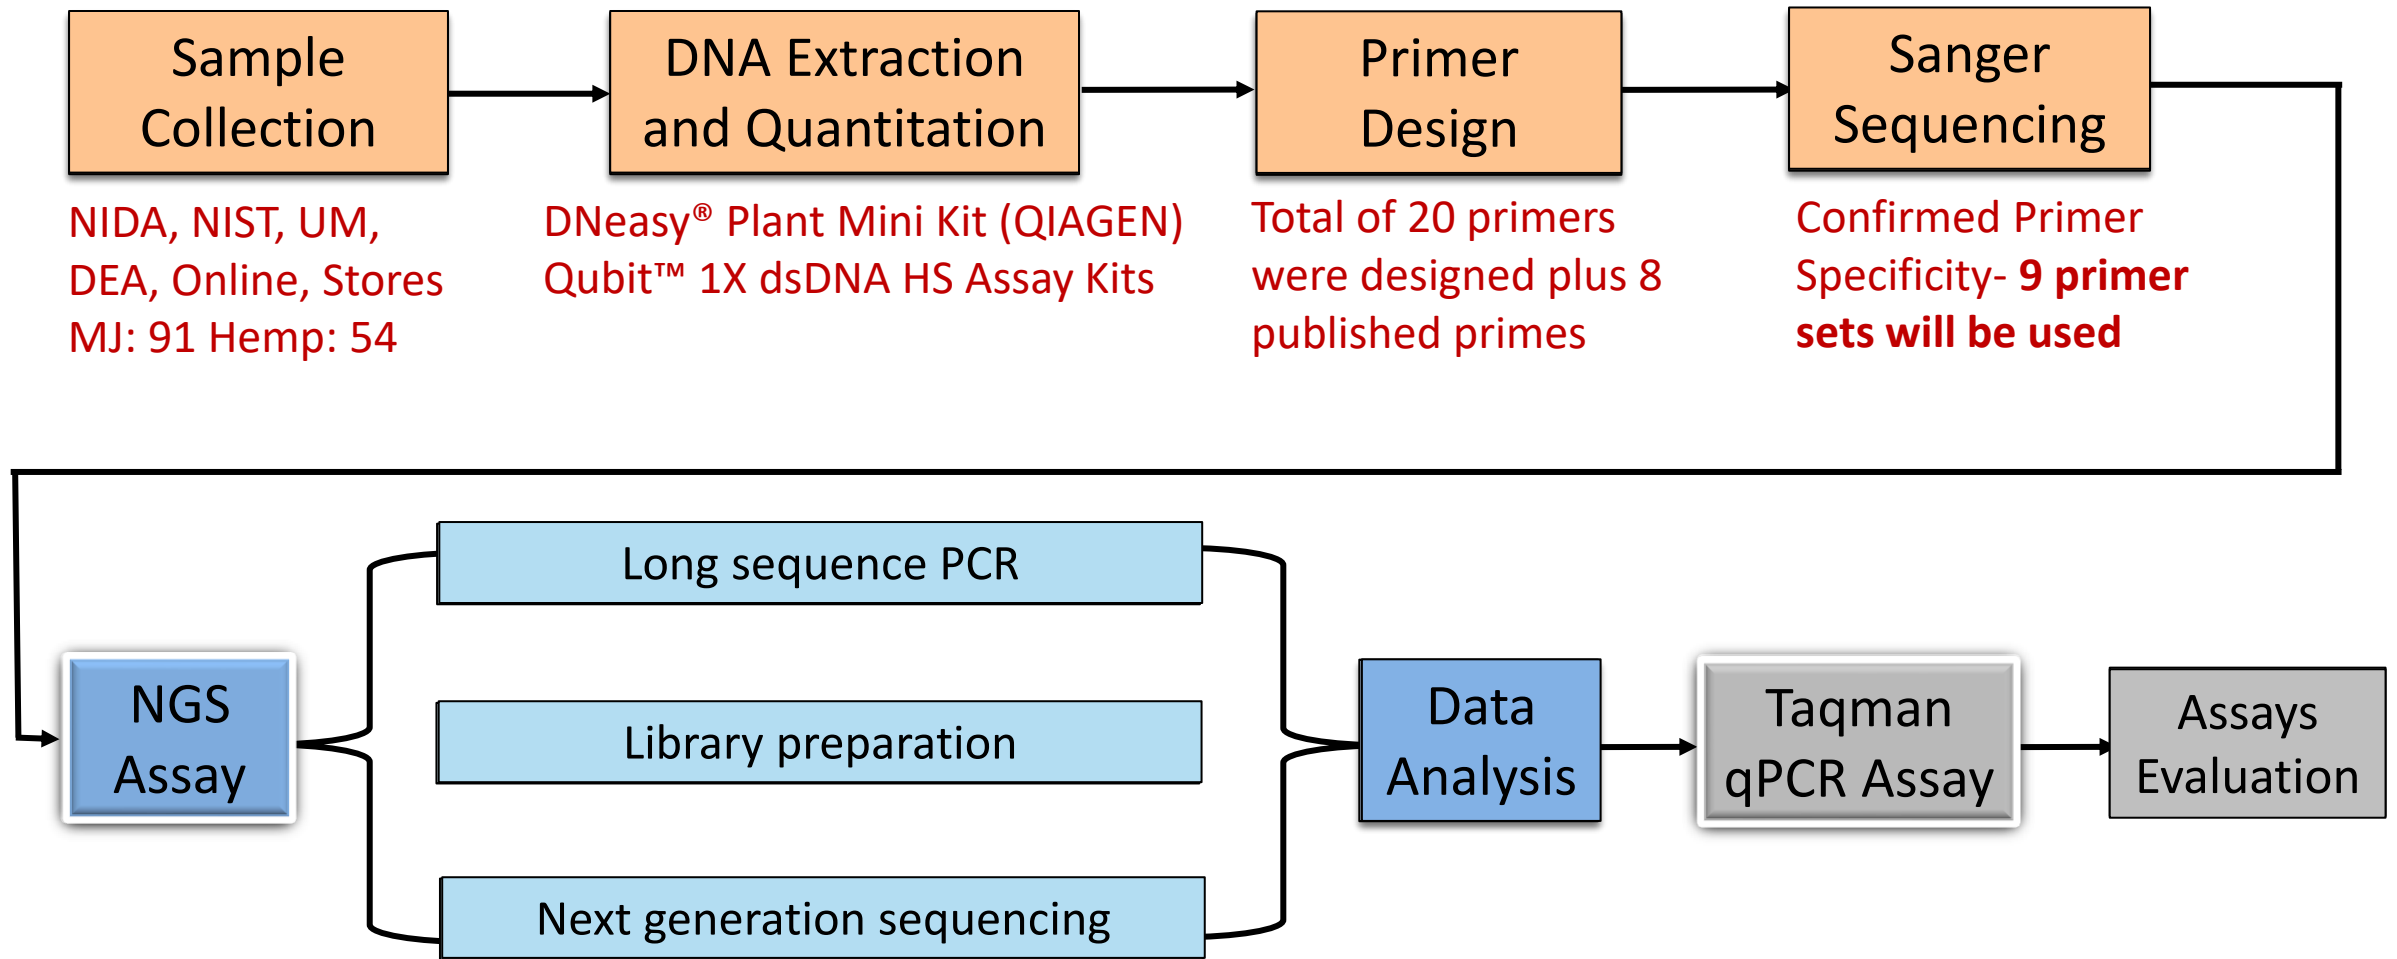 Sample
Collection
DNA Extraction
and Quantitation
Primer
Design
Sanger
Sequencing
NIDA, NIST, UM,
DEA, Online, Stores
MJ: 91 Hemp: 54
DNeasy® Plant Mini Kit (QIAGEN)
Qubit™ 1X dsDNA HS Assay Kits
Total of 20 primers
were designed plus 8
published primes
Confirmed Primer
Specificity- 9 primer
sets will be used
NGS
Assay
Long sequence PCR
Library preparation
Next generation sequencing
Data
Analysis
Taqman
qPCR Assay
Assays
Evaluation